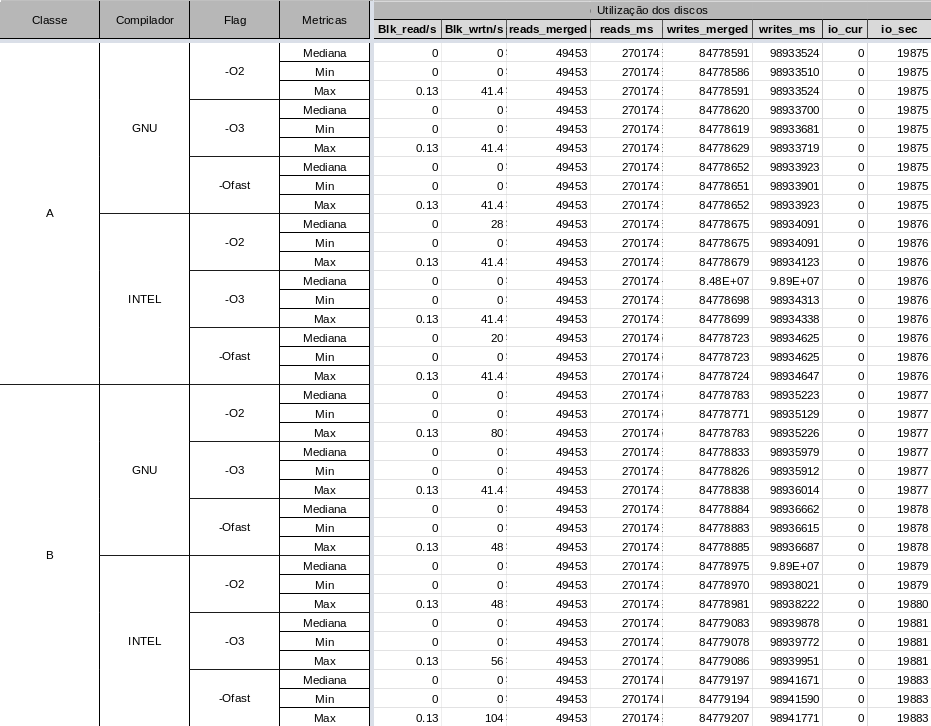 Classe Compilador Flag Metricas Utilização dos discos
Blk_read/s Blk_wrtn/s reads_merged reads_ms writes_merged writes_ms io_cur io_sec
A GNU -O2 Mediana 0 0 49453 270174 84778591 98933524 0 19875
Min 0 0 49453 270174 84778586 98933510 0 19875
Max 0.13 41.4 49453 270174 84778591 98933524 0 19875
-O3 Mediana 0 0 49453 270174 84778620 98933700 0 19875
Min 0 0 49453 270174 84778619 98933681 0 19875
Max 0.13 41.4 49453 270174 84778629 98933719 0 19875
-Ofast Mediana 0 0 49453 270174 84778652 98933923 0 19875
Min 0 0 49453 270174 84778651 98933901 0 19875
Max 0.13 41.4 49453 270174 84778652 98933923 0 19875
INTEL -O2 Mediana 0 28 49453 270174 84778675 98934091 0 19876
Min 0 0 49453 270174 84778675 98934091 0 19876
Max 0.13 41.4 49453 270174 84778679 98934123 0 19876
-O3 Mediana 0 0 49453 270174 8.48E+07 9.89E+07 0 19876
Min 0 0 49453 270174 84778698 98934313 0 19876
Max 0.13 41.4 49453 270174 84778699 98934338 0 19876
-Ofast Mediana 0 20 49453 270174 84778723 98934625 0 19876
Min 0 0 49453 270174 84778723 98934625 0 19876
Max 0.13 41.4 49453 270174 84778724 98934647 0 19876
B GNU -O2 Mediana 0 0 49453 270174 84778783 98935223 0 19877
Min 0 0 49453 270174 84778771 98935129 0 19877
Max 0.13 80 49453 270174 84778783 98935226 0 19877
-O3 Mediana 0 0 49453 270174 84778833 98935979 0 19877
Min 0 0 49453 270174 84778826 98935912 0 19877
Max 0.13 41.4 49453 270174 84778838 98936014 0 19877
-Ofast Mediana 0 0 49453 270174 84778884 98936662 0 19878
Min 0 0 49453 270174 84778883 98936615 0 19878
Max 0.13 48 49453 270174 84778885 98936687 0 19878
INTEL -O2 Mediana 0 0 49453 270174 84778975 9.89E+07 0 19879
Min 0 0 49453 270174 84778970 98938021 0 19879
Max 0.13 48 49453 270174 84778981 98938222 0 19880
-O3 Mediana 0 0 49453 270174 84779083 98939878 0 19881
Min 0 0 49453 270174 84779078 98939772 0 19881
Max 0.13 56 49453 270174 84779086 98939951 0 19881
-Ofast Mediana 0 0 49453 270174 84779197 98941671 0 19883
Min 0 0 49453 270174 84779194 98941590 0 19883
Max 0.13 104 49453 270174 84779207 98941771 0 19883